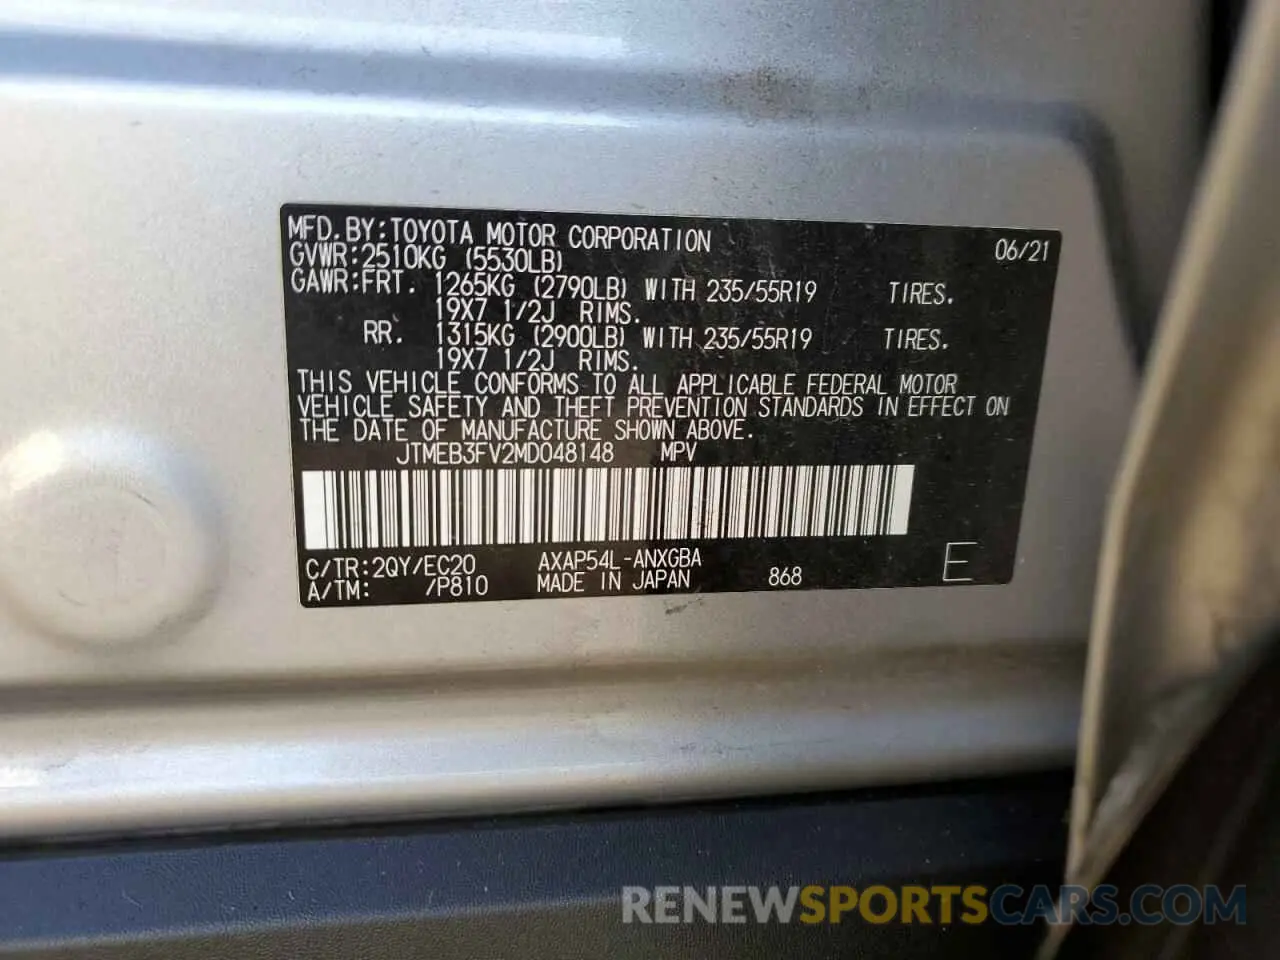 MFD.BY:TOYOTA MOTOR CORPORATION 06/21
GVWR:2510KG (5530LB)
GAWR:FRT. 1265KG (2790LB) WITH 235/55R19 TIRES.
19X7 1/2J RIMS.
RR. 1315KG (2900LB) WITH 235/55R19 TIRES.
19X7 1/2J RIMS.
THIS VEHICLE CONFORMS TO ALL APPLICABLE FEDERAL MOTOR
VEHICLE SAFETY AND THEFT PREVENTION STANDARDS IN EFFECT ON
THE DATE OF MANUFACTURE SHOWN ABOVE.
JTMEB3FV2MD048148 MPV
C/TR:2QY/EC20 AXAP54L-ANXGBA
A/TM: /P810 MADE IN JAPAN 868 E
RENEWSPORTSCARS.COM